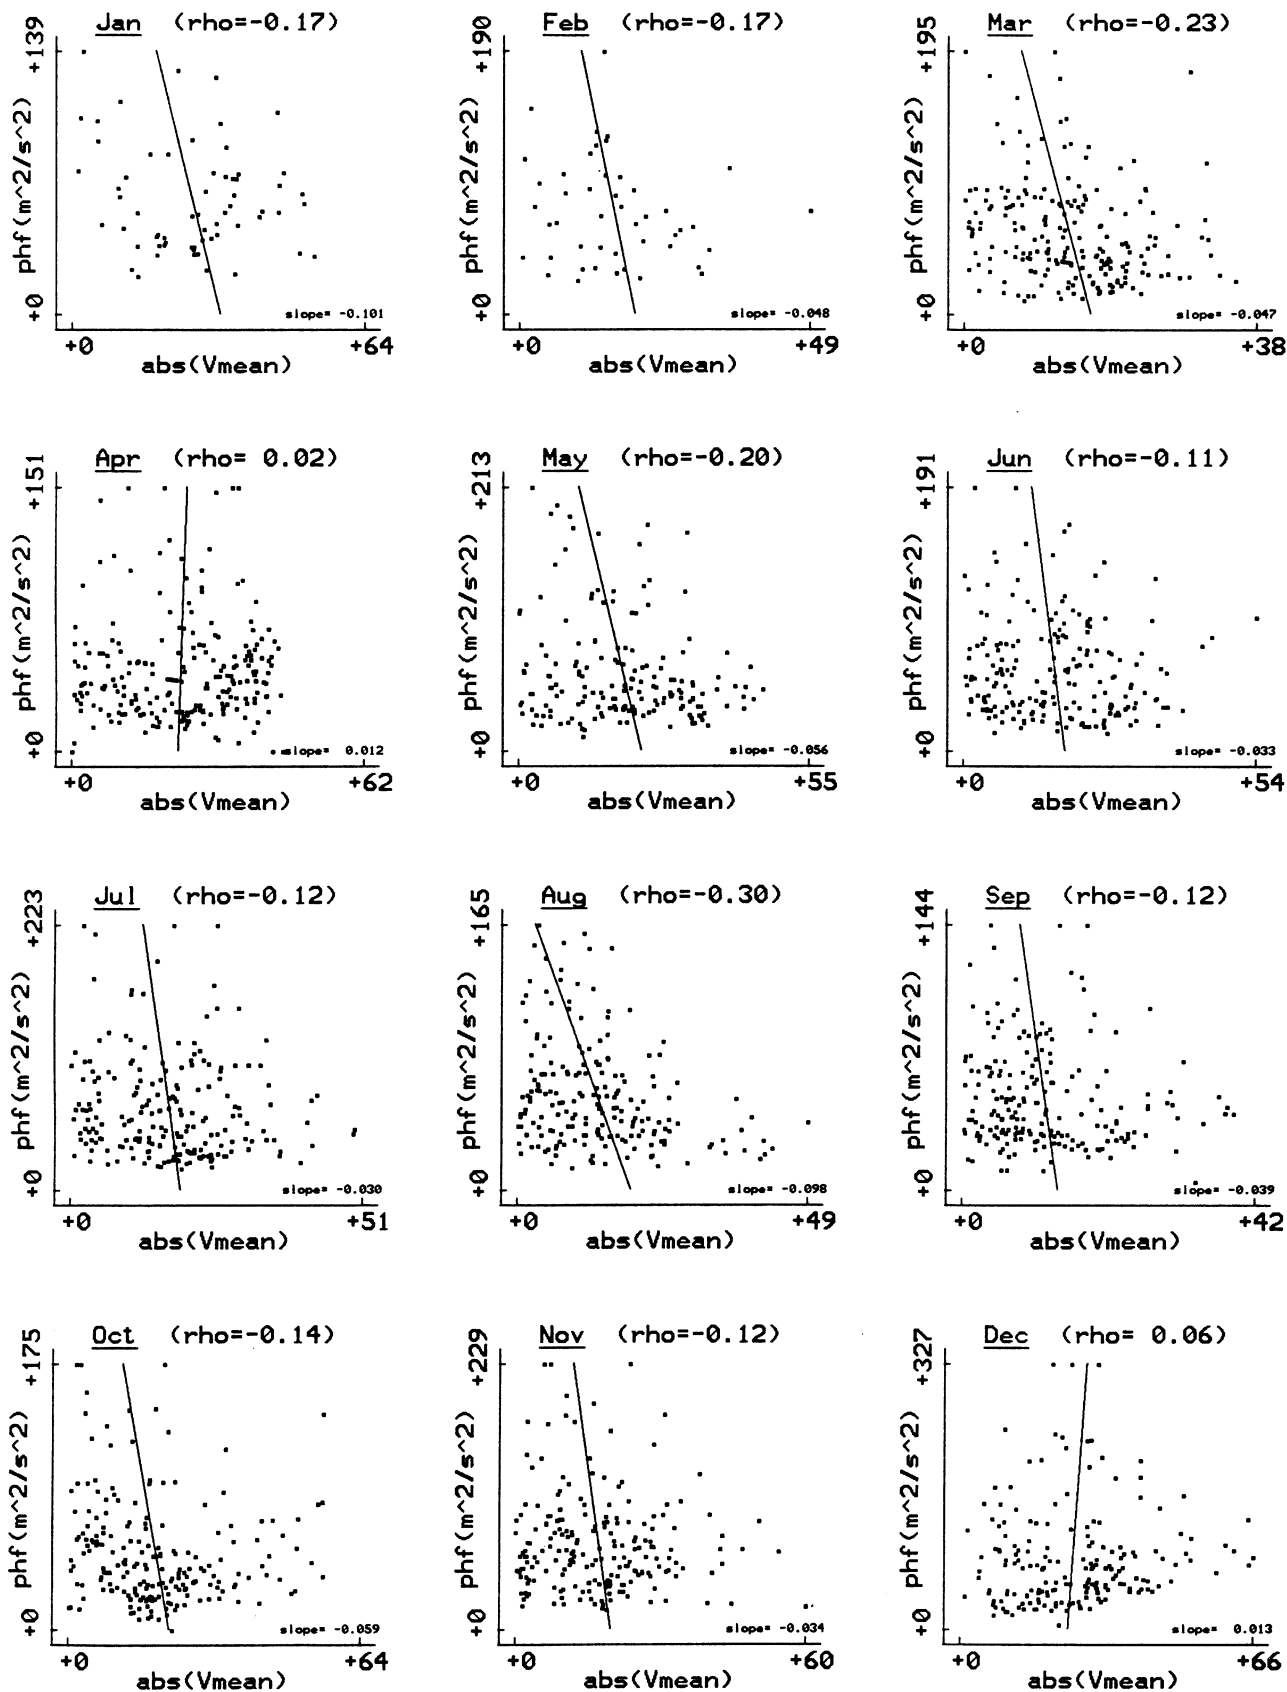 Jan (rho=-0.17)
+139
phf(m^2/s^2)
+0
slope= -0.101
+0 +64
abs(Vmean)
Feb (rho=-0.17)
+190
phf(m^2/s^2)
+0
slope= -0.048
+0 +49
abs(Vmean)
Mar (rho=-0.23)
+195
phf(m^2/s^2)
+0
slope= -0.047
+0 +38
abs(Vmean)
Apr (rho= 0.02)
+151
phf(m^2/s^2)
+0
slope= 0.012
+0 +62
abs(Vmean)
May (rho=-0.20)
+213
phf(m^2/s^2)
+0
slope= -0.056
+0 +55
abs(Vmean)
Jun (rho=-0.11)
+191
phf(m^2/s^2)
+0
slope= -0.033
+0 +54
abs(Vmean)
Jul (rho=-0.12)
+223
phf(m^2/s^2)
+0
slope= -0.030
+0 +51
abs(Vmean)
Aug (rho=-0.30)
+165
phf(m^2/s^2)
+0
slope= -0.098
+0 +49
abs(Vmean)
Sep (rho=-0.12)
+144
phf(m^2/s^2)
+0
slope= -0.039
+0 +42
abs(Vmean)
Oct (rho=-0.14)
+175
phf(m^2/s^2)
+0
slope= -0.059
+0 +64
abs(Vmean)
Nov (rho=-0.12)
+229
phf(m^2/s^2)
+0
slope= -0.034
+0 +60
abs(Vmean)
Dec (rho= 0.06)
+327
phf(m^2/s^2)
+0
slope= 0.013
+0 +66
abs(Vmean)